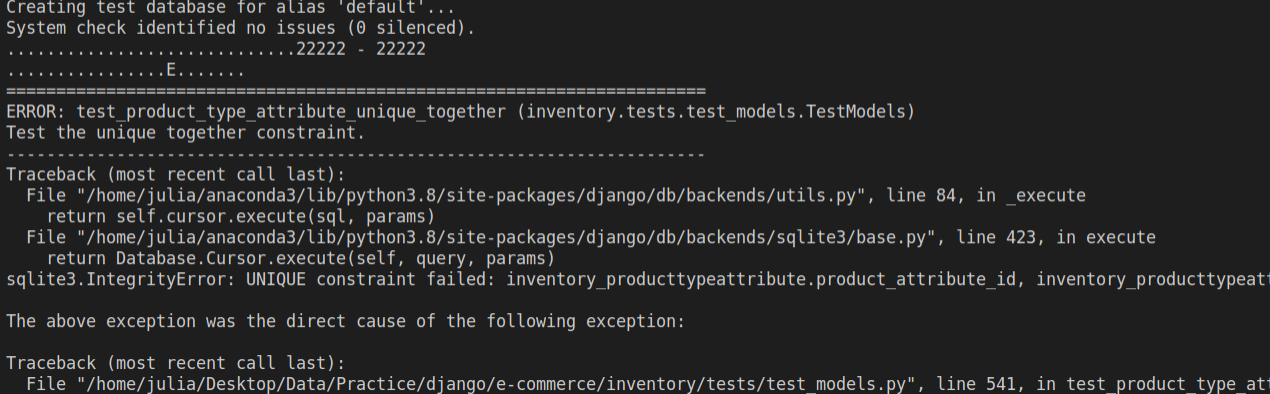 Creating test database for alias 'default'...
System check identified no issues (0 silenced).
.............................22222 - 22222
................E.......
======================================================================
ERROR: test_product_type_attribute_unique_together (inventory.tests.test_models.TestModels)
Test the unique together constraint.
----------------------------------------------------------------------
Traceback (most recent call last):
  File "/home/julia/anaconda3/lib/python3.8/site-packages/django/db/backends/utils.py", line 84, in _execute
    return self.cursor.execute(sql, params)
  File "/home/julia/anaconda3/lib/python3.8/site-packages/django/db/backends/sqlite3/base.py", line 423, in execute
    return Database.Cursor.execute(self, query, params)
sqlite3.IntegrityError: UNIQUE constraint failed: inventory_producttypeattribute.product_attribute_id, inventory_producttypeatt

The above exception was the direct cause of the following exception:

Traceback (most recent call last):
  File "/home/julia/Desktop/Data/Practice/django/e-commerce/inventory/tests/test_models.py", line 541, in test_product_type_att